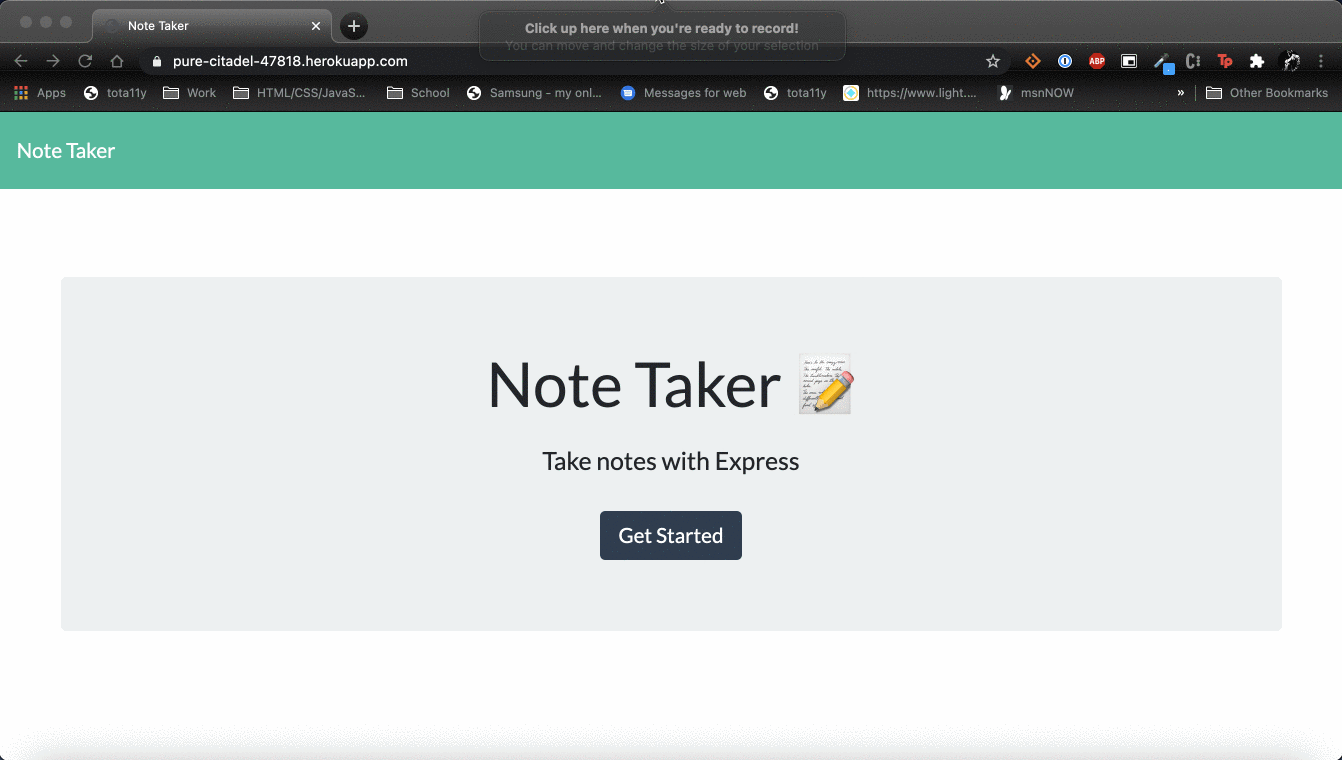 Note Taker
Click up here when you're ready to record!
You can move and change the size of your selection
pure-citadel-47818.herokuapp.com
ABP
Tp
Apps
tota11y
Work
HTML/CSS/JavaS...
School
Samsung - my onl...
Messages for web
tota11y
https://www.light....
msnNOW
»
Other Bookmarks
Note Taker
Note Taker
Take notes with Express
Get Started